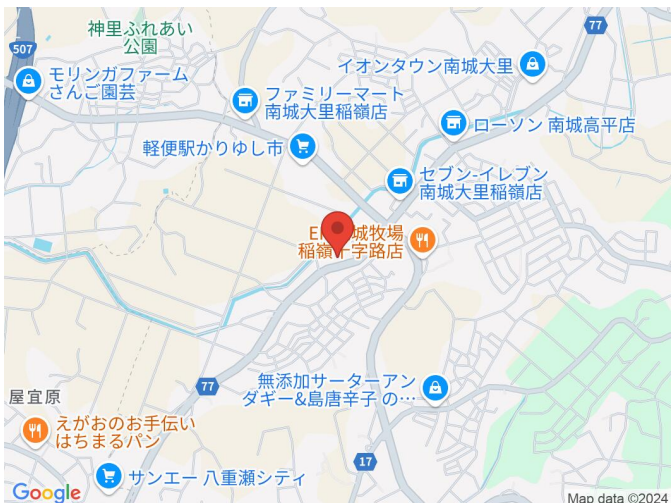 神里ふれあい
公園
77
507
モリンガファーム
さんご園芸
イオンタウン南城大里
ファミリーマート
南城大里稲嶺店
ローソン 南城高平店
軽便駅かりゆし市
セブン-イレブン
南城大里稲嶺店
城牧場
稲嶺十字路店
無添加サーターアン
ダギー&島唐辛子 の…
77
屋宜原
えがおのお手伝い
はちまるパン
17
サンエー 八重瀬シティ
Google
Map data ©2024